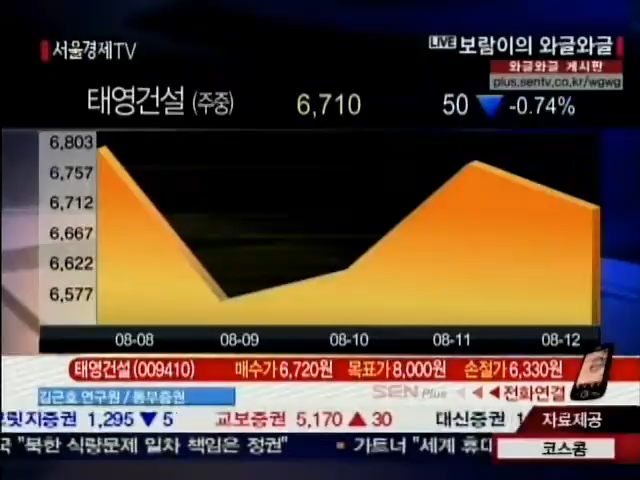 서울경제TV
LIVE 보람이의 와글와글
와글와글 게시판
plus.sentv.co.kr/wgwg
태영건설 (주중) 6,710 50 ▼ -0.74%
6,803
6,757
6,712
6,667
6,622
6,577
08-08 08-09 08-10 08-11 08-12
태영건설 (009410) 매수가 6,720원 목표가 8,000원 손절가 6,330원
김근호 연구원 / 동부증권
SEN Plus 전화연결
릿지증권 1,295 ▼ 5 교보증권 5,170 ▲ 30 대신증권 1
자료제공
"북한 식량문제 일차 책임은 정권" 가트너 "세계 휴대
코스콤